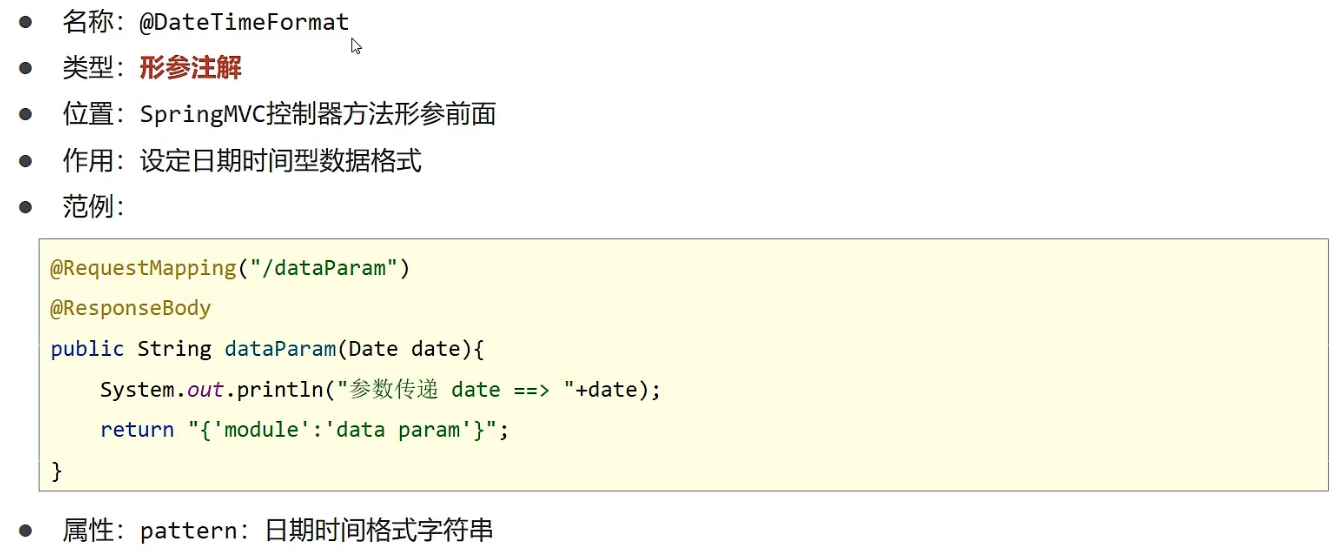 ● 名称：@DateTimeFormat
● 类型：形参注解
● 位置：SpringMVC控制器方法形参前面
● 作用：设定日期时间型数据格式
● 范例：
@RequestMapping("/dataParam")
@ResponseBody
public String dataParam(Date date){
    System.out.println("参数传递 date ==> "+date);
    return "{'module':'data param'}";
}
● 属性：pattern：日期时间格式字符串